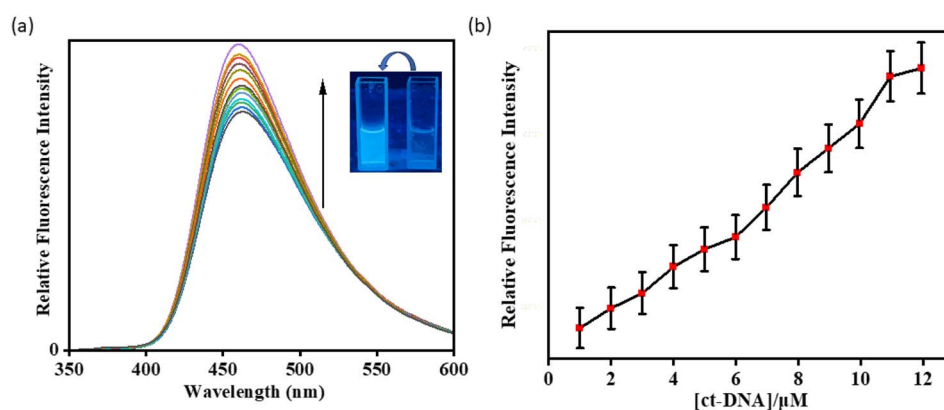 (a)
Relative Fluorescence Intensity
0
350 400 450 500 550 600
Wavelength (nm)
(b)
Relative Fluorescence Intensity
0 2 4 6 8 10 12
[ct-DNA]/μM